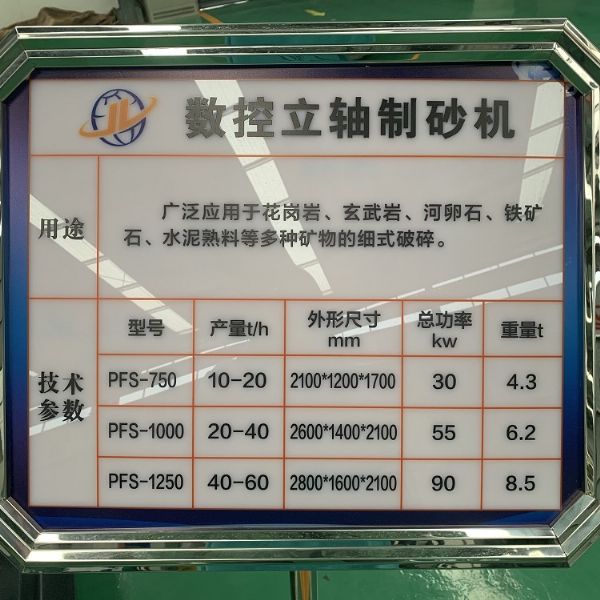 数控立轴制砂机
用途
广泛应用于花岗岩、玄武岩、河卵石、铁矿
石、水泥熟料等多种矿物的细式破碎。
技术
参数
型号 产量t/h 外形尺寸 总功率 重量t
mm kw
PFS-750 10-20 2100*1200*1700 30 4.3
PFS-1000 20-40 2600*1400*2100 55 6.2
PFS-1250 40-60 2800*1600*2100 90 8.5